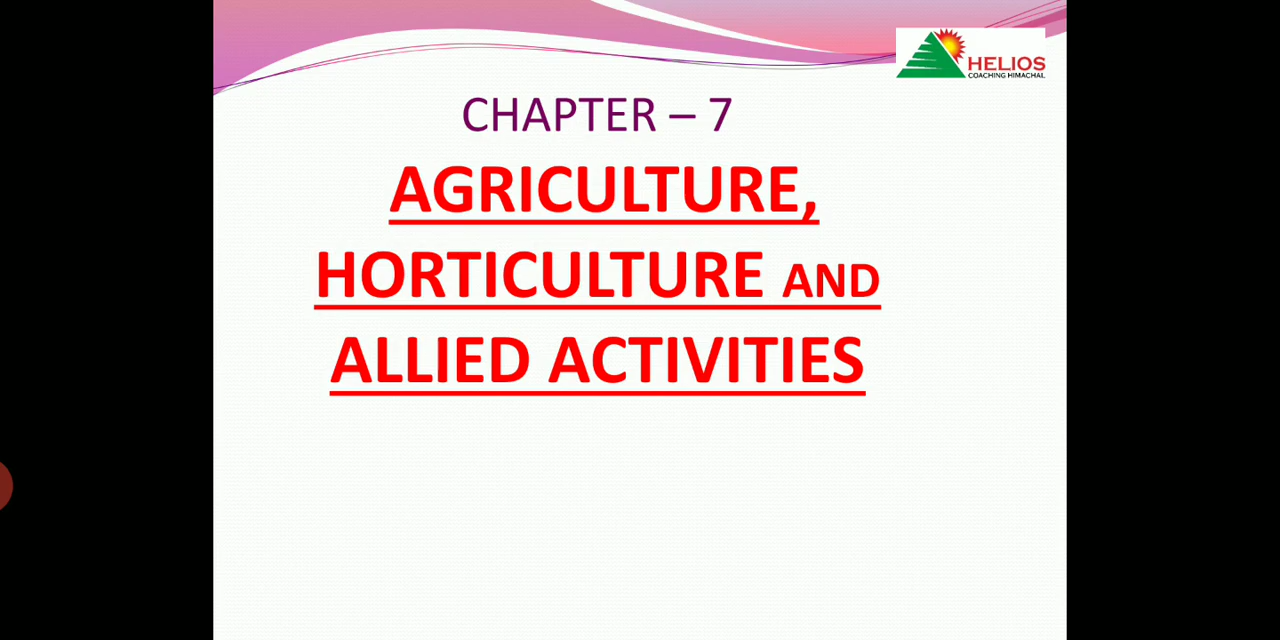 HELIOS
COACHING HIMACHAL
CHAPTER – 7
AGRICULTURE,
HORTICULTURE AND
ALLIED ACTIVITIES